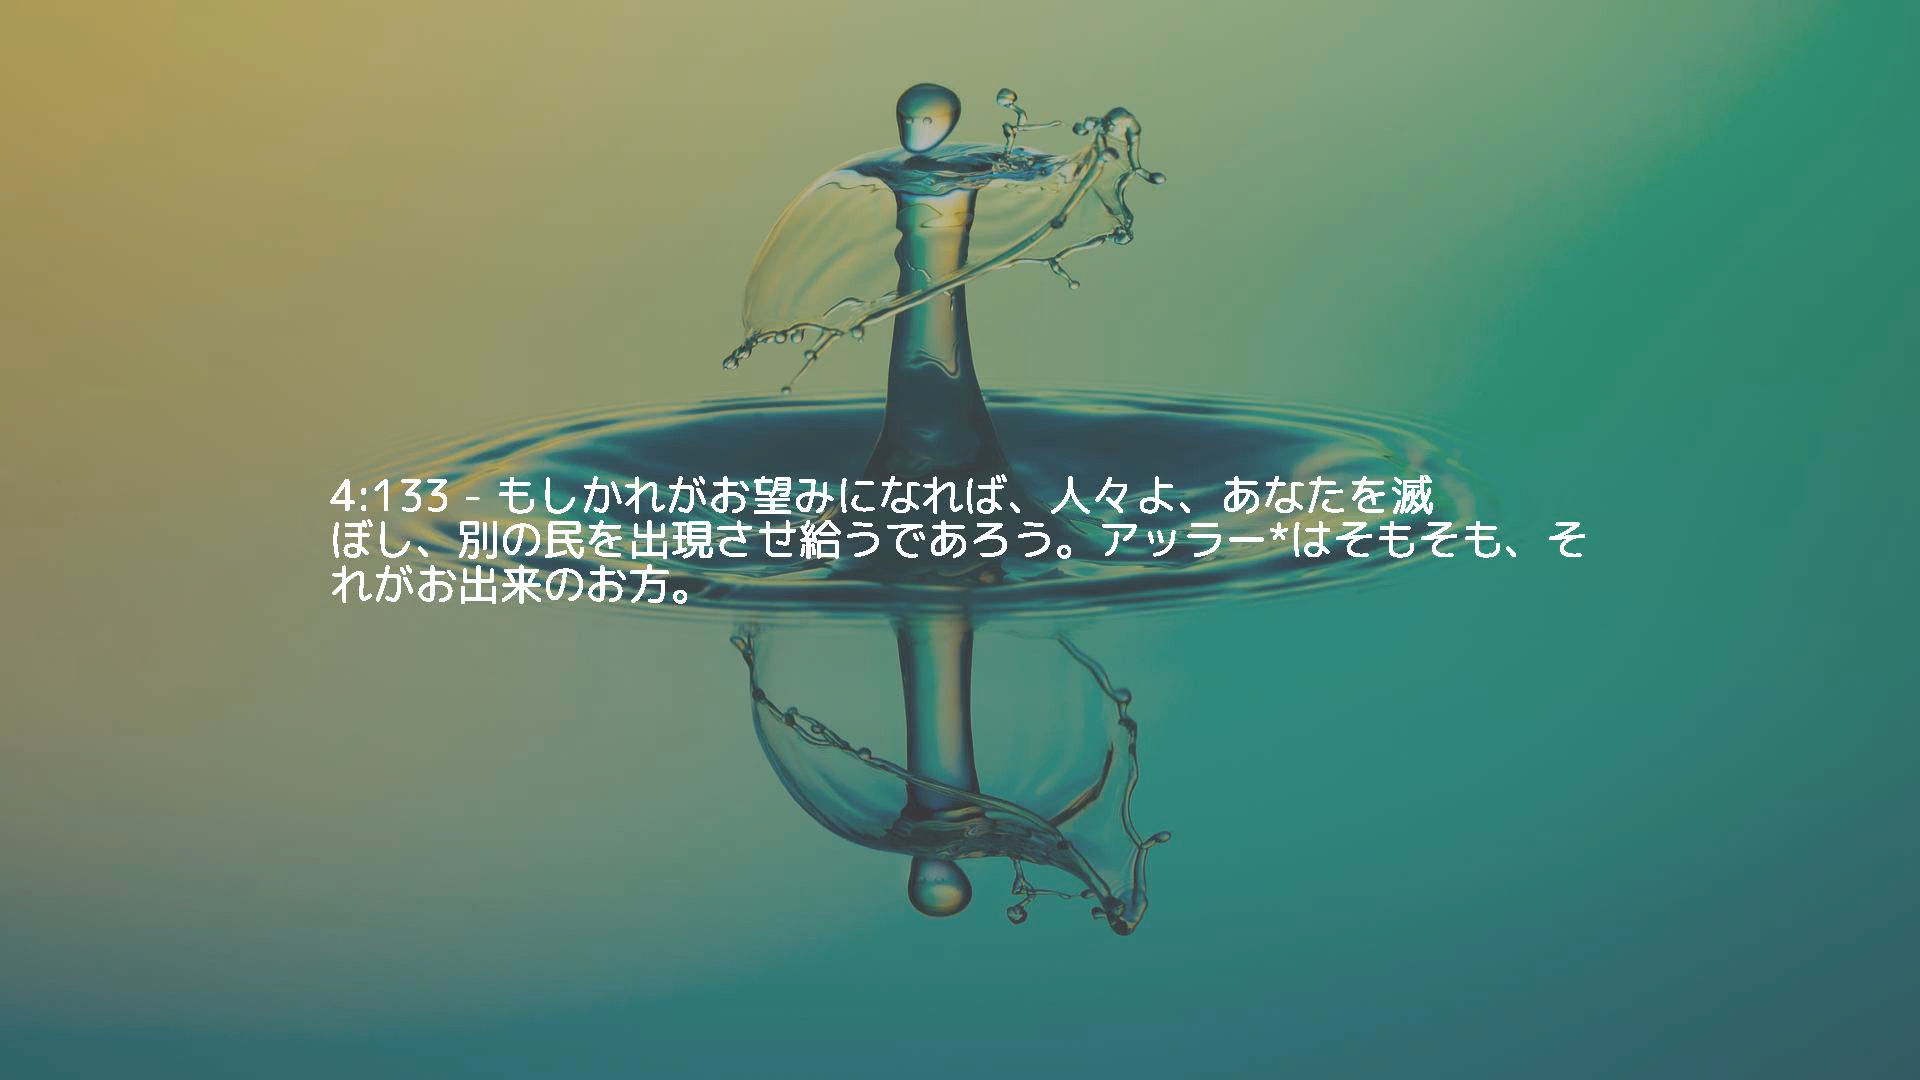 4:133 - もしかれがお望みになれば、人々よ、あなたを滅
ぼし、別の民を出現させ給うであろう。アッラー*はそもそも、そ
れがお出来のお方。